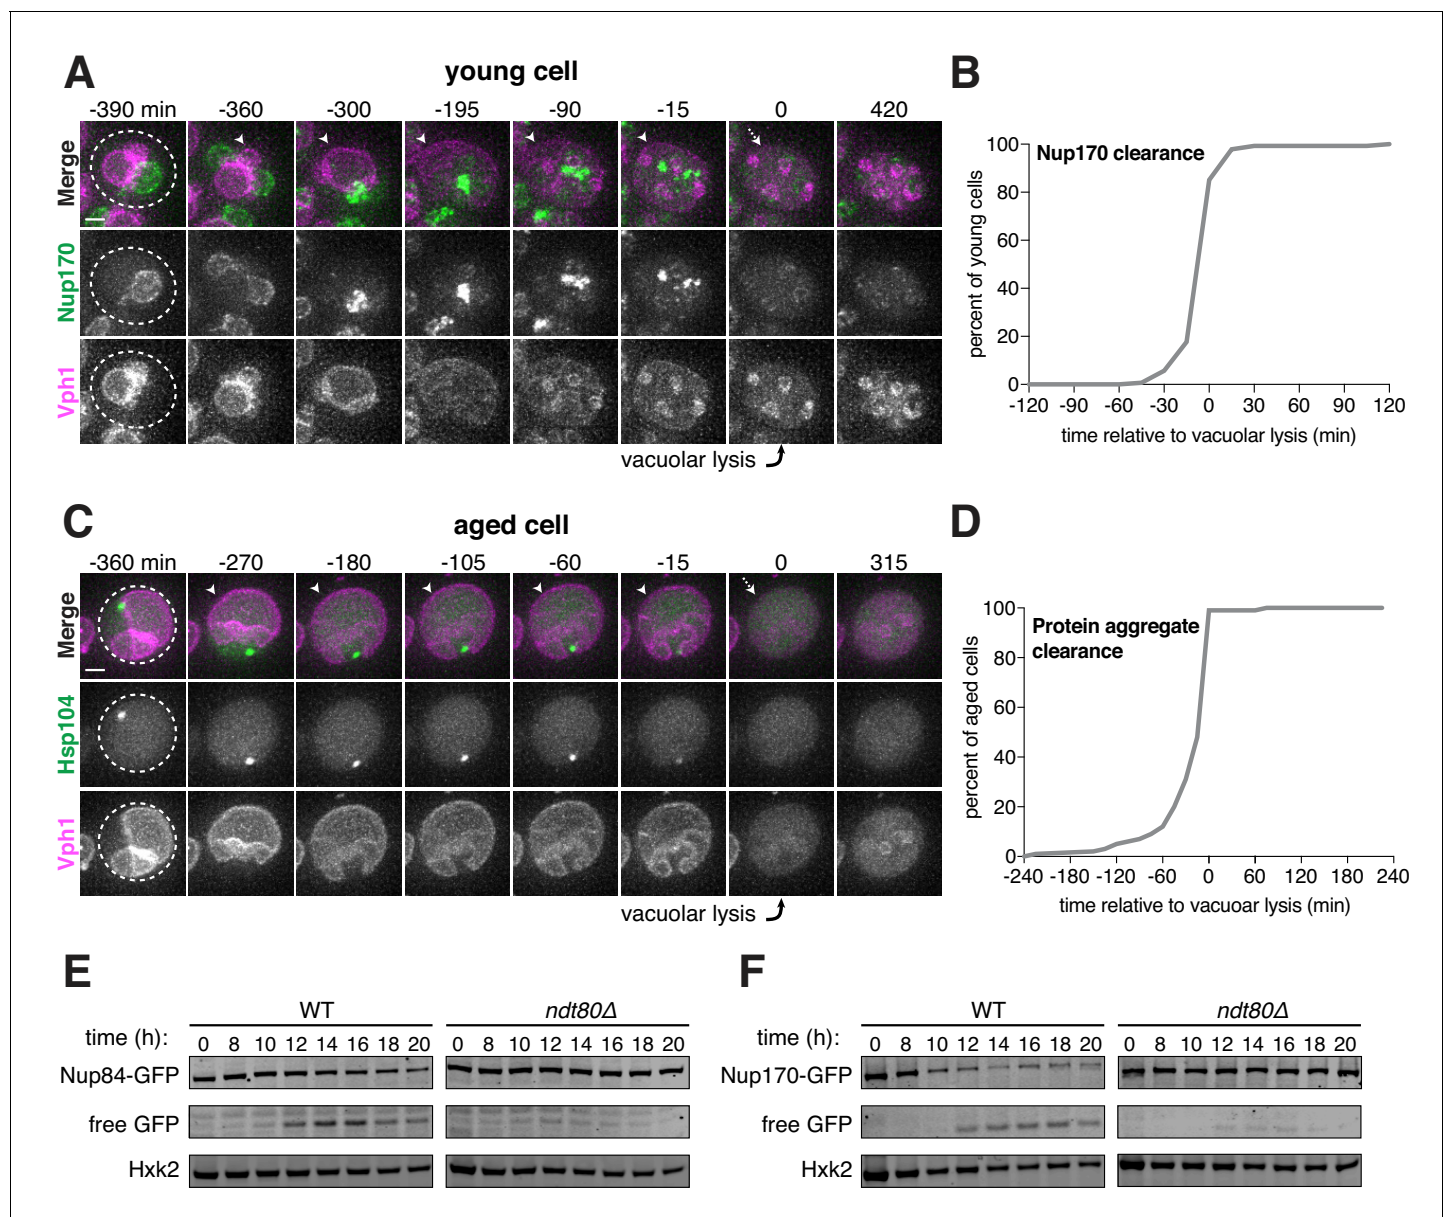 A
young cell
-390 min -360 -300 -195 -90 -15 0 420
Merge
Nup170
Vph1
vacuolar lysis
B
Nup170 clearance
percent of young cells
100
80
60
40
20
0
-120 -90 -60 -30 0 30 60 90 120
time relative to vacuolar lysis (min)
C
aged cell
-360 min -270 -180 -105 -60 -15 0 315
Merge
Hsp104
Vph1
vacuolar lysis
D
Protein aggregate
clearance
percent of aged cells
100
80
60
40
20
0
-240 -180 -120 -60 0 60 120 180 240
time relative to vacuoar lysis (min)
E
WT ndt80Δ
time (h): 0 8 10 12 14 16 18 20 0 8 10 12 14 16 18 20
Nup84-GFP
free GFP
Hxk2
F
WT ndt80Δ
time (h): 0 8 10 12 14 16 18 20 0 8 10 12 14 16 18 20
Nup170-GFP
free GFP
Hxk2